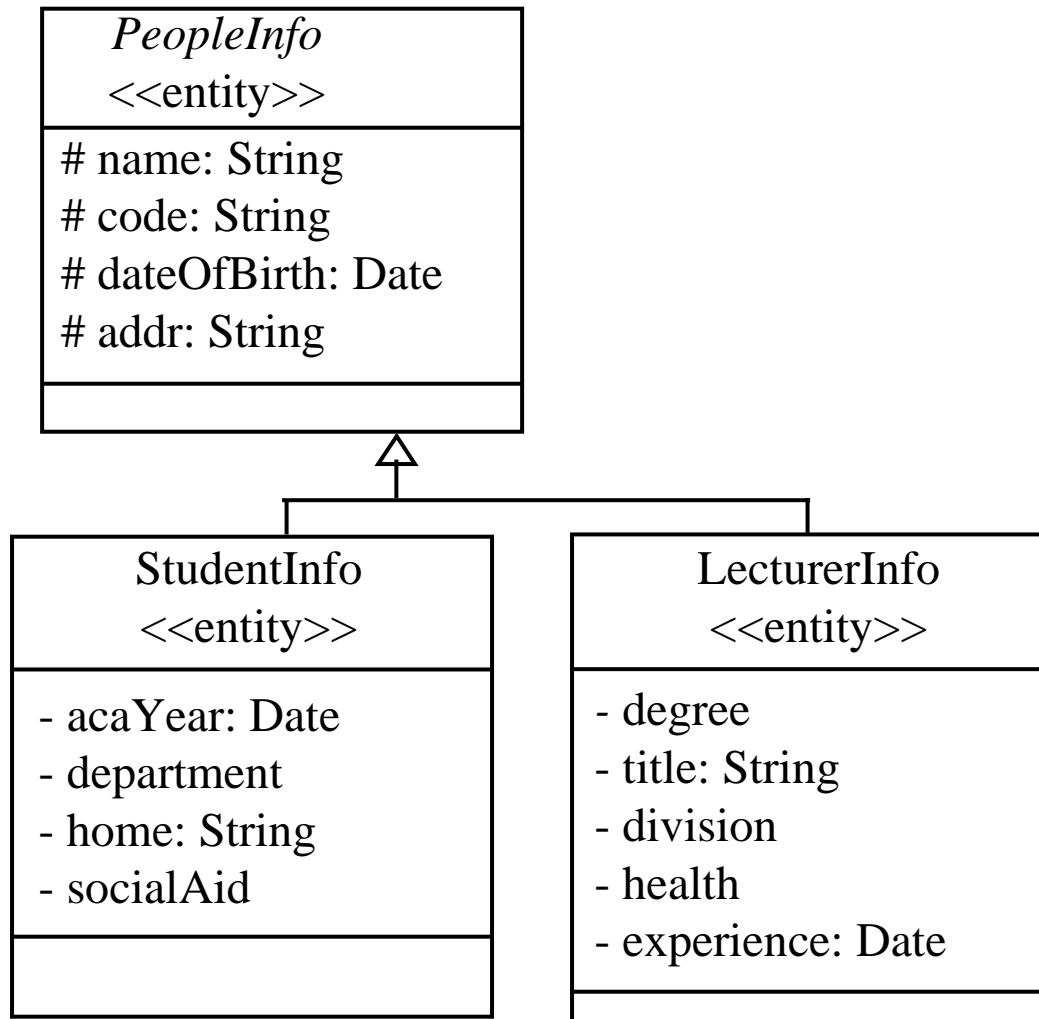 PeopleInfo
<<entity>>
# name: String
# code: String
# dateOfBirth: Date
# addr: String
StudentInfo
<<entity>>
- acaYear: Date
- department
- home: String
- socialAid
LecturerInfo
<<entity>>
- degree
- title: String
- division
- health
- experience: Date